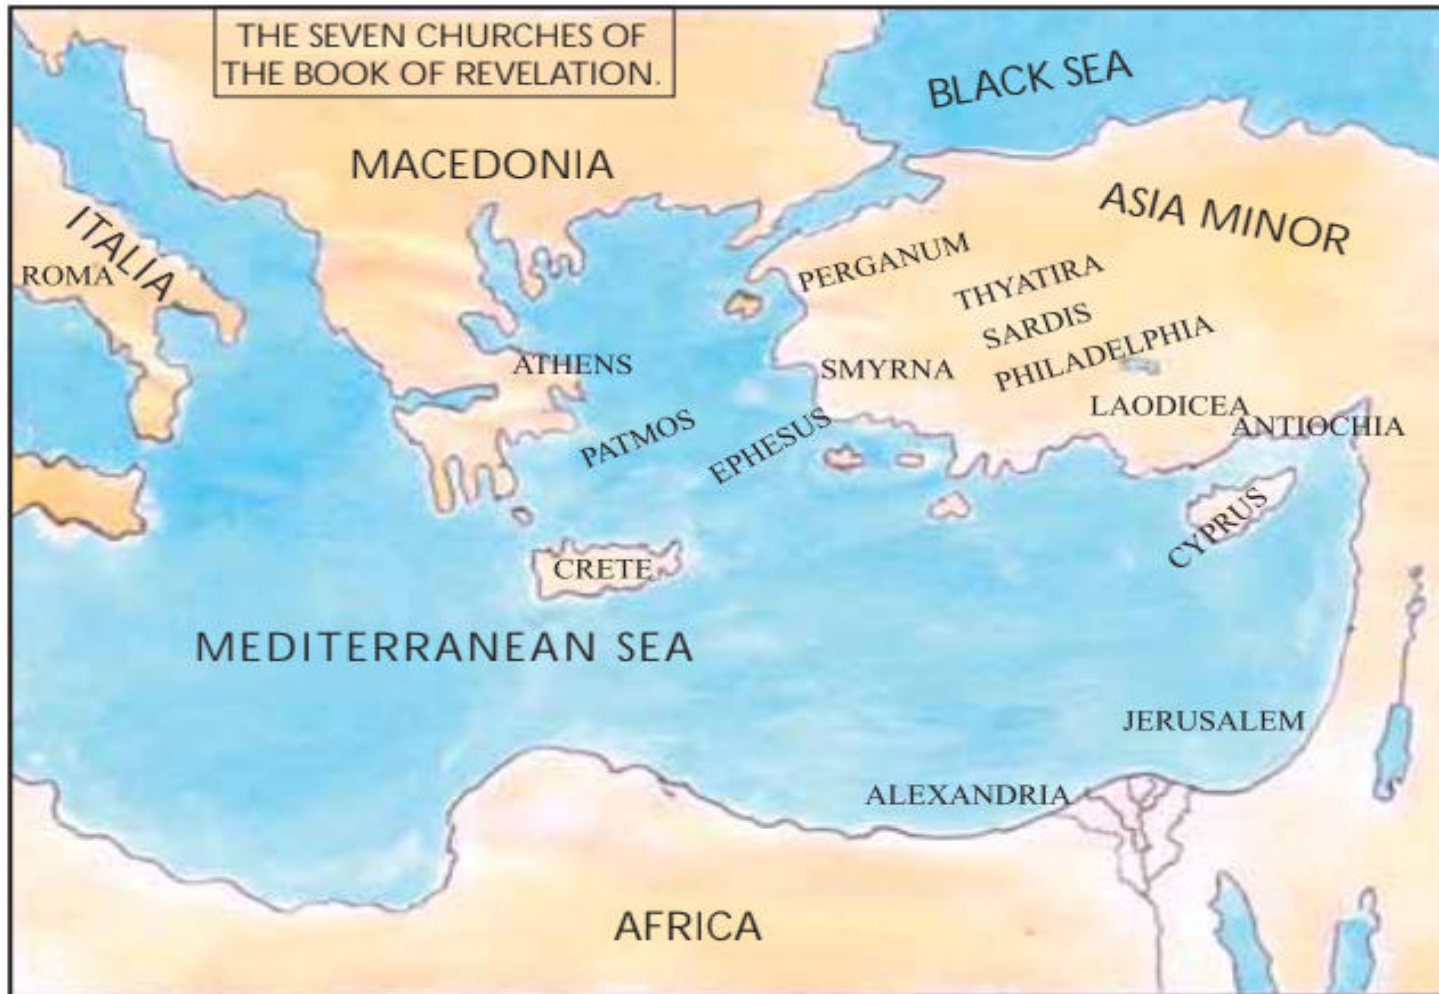 THE SEVEN CHURCHES OF
THE BOOK OF REVELATION.
BLACK SEA
MACEDONIA
ASIA MINOR
ITALIA
ROMA
PERGANUM
THYATIRA
SARDIS
ATHENS
SMYRNA
PHILADELPHIA
LAODICEA
PATMOS
EPHESUS
ANTIOCHIA
CYPRUS
CRETE
MEDITERRANEAN SEA
JERUSALEM
ALEXANDRIA
AFRICA